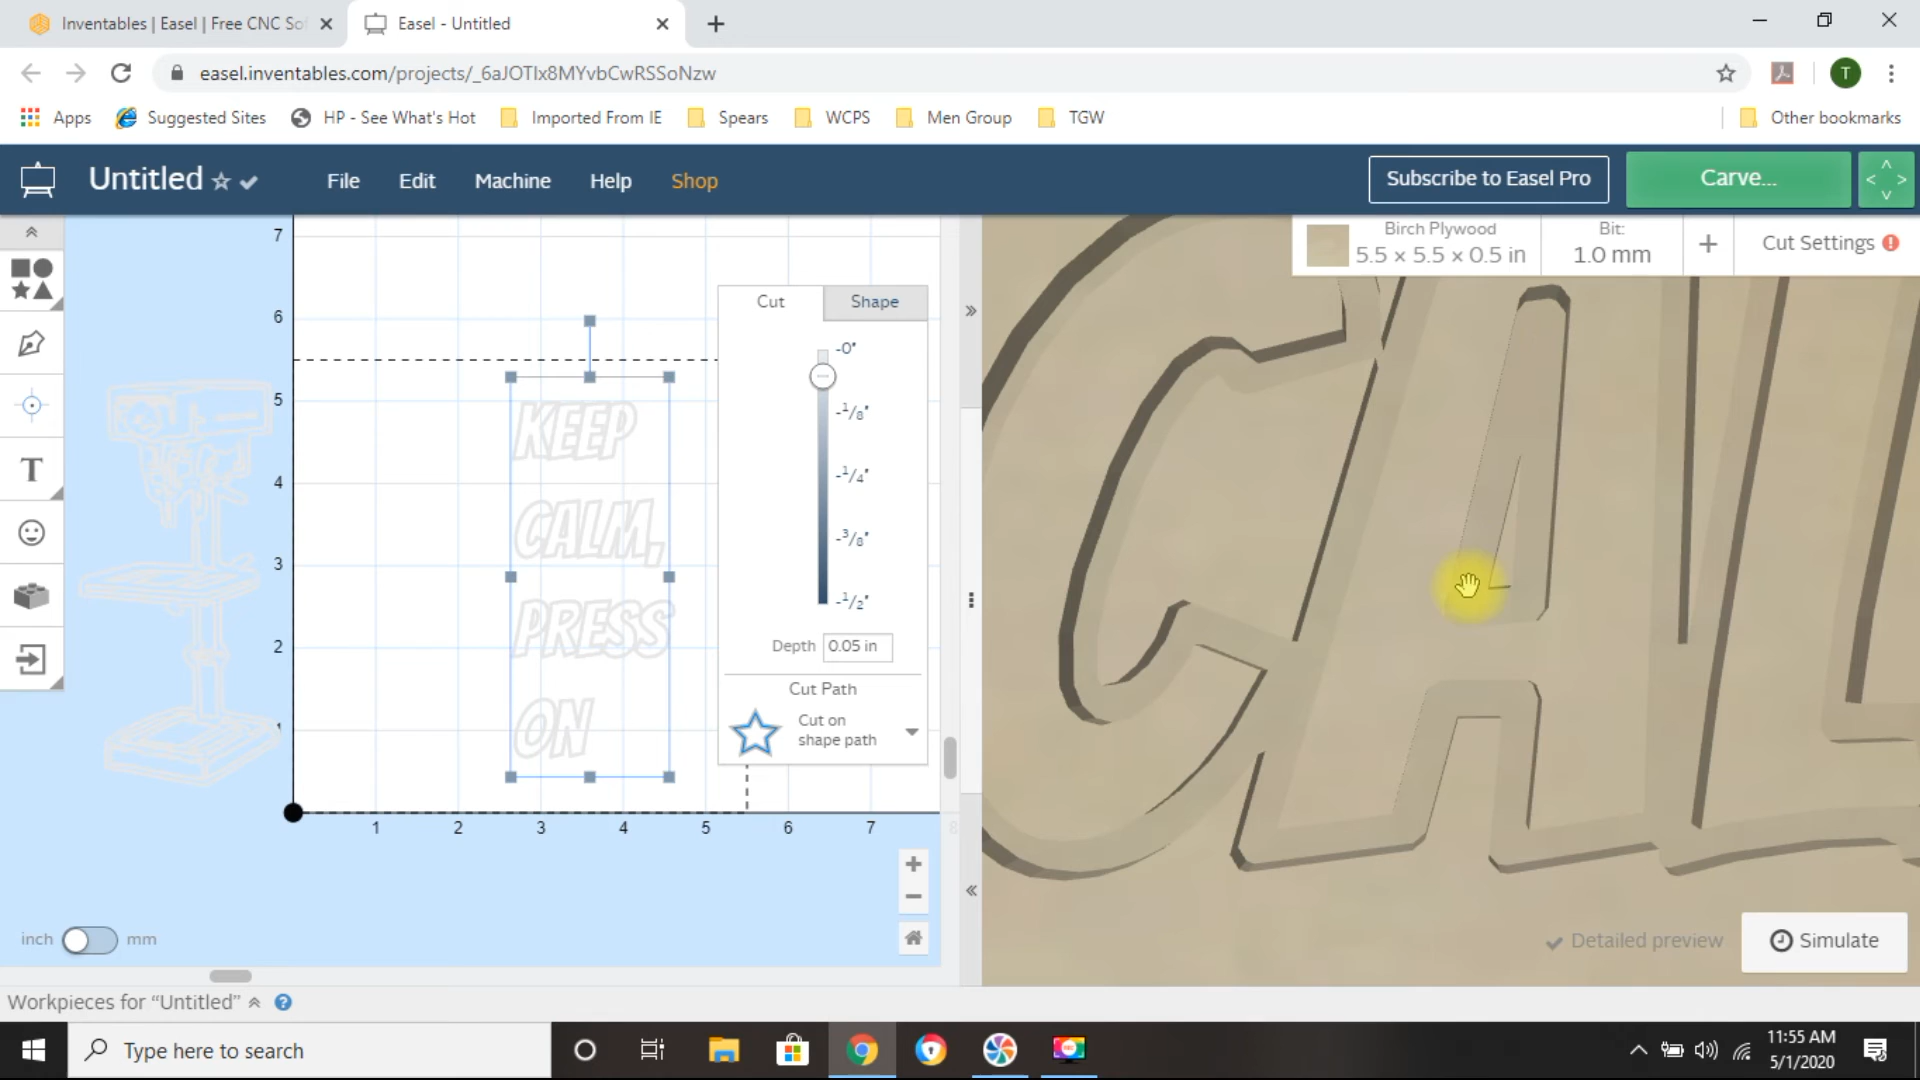 Inventables | Easel | Free CNC So
Easel - Untitled
easel.inventables.com/projects/_6aJOTIx8MYvbCwRSSoNzw
Apps
Suggested Sites
HP - See What's Hot
Imported From IE
Spears
WCPS
Men Group
TGW
Other bookmarks
T
Untitled
File
Edit
Machine
Help
Shop
Subscribe to Easel Pro
Carve...
Birch Plywood
5.5 × 5.5 × 0.5 in
Bit:
1.0 mm
Cut Settings
7
6
5
4
3
2
1
1 2 3 4 5 6 7 8
KEEP
CALM,
PRESS
ON
Cut
Shape
-0"
-1/8"
-1/4"
-3/8"
-1/2"
Depth 0.05 in
Cut Path
Cut on
shape path
T
CAL
inch
mm
Detailed preview
Simulate
Workpieces for “Untitled”
Type here to search
11:55 AM
5/1/2020